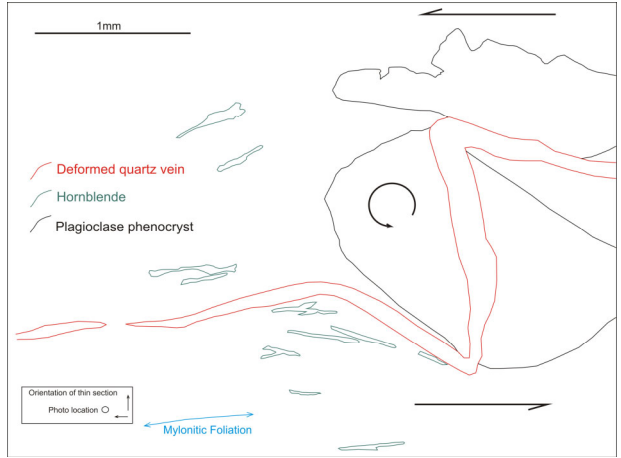 1mm
Deformed quartz vein
Hornblende
Plagioclase phenocryst
Orientation of thin section
Photo location
Mylonitic Foliation